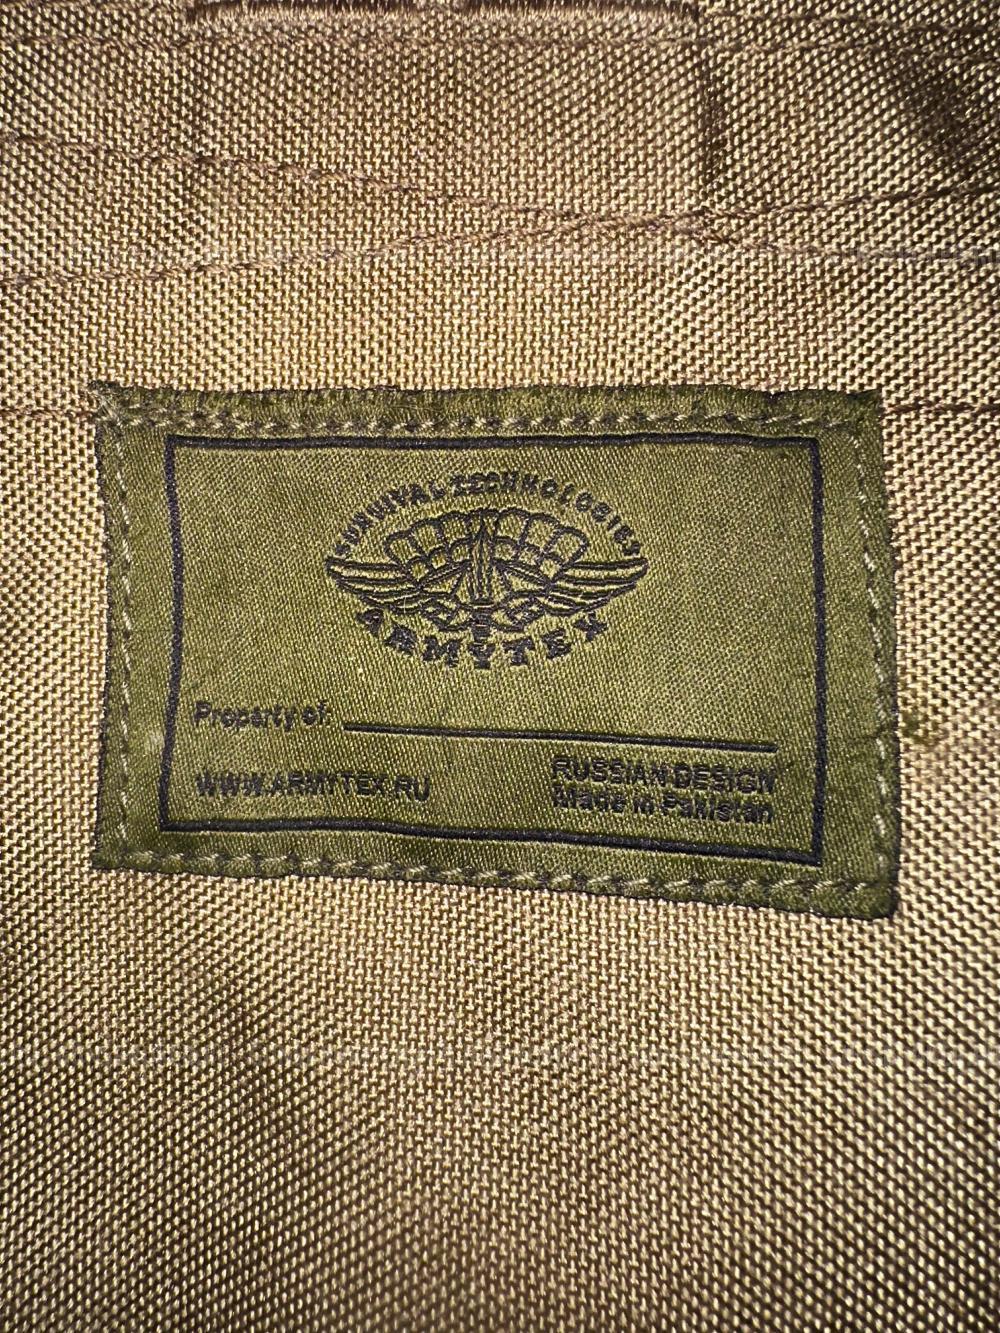 SURVIVAL TECHNOLOGIES
ARMYTEX
Property of:
WWW.ARMYTEX.RU
RUSSIAN DESIGN
Made in Pakistan